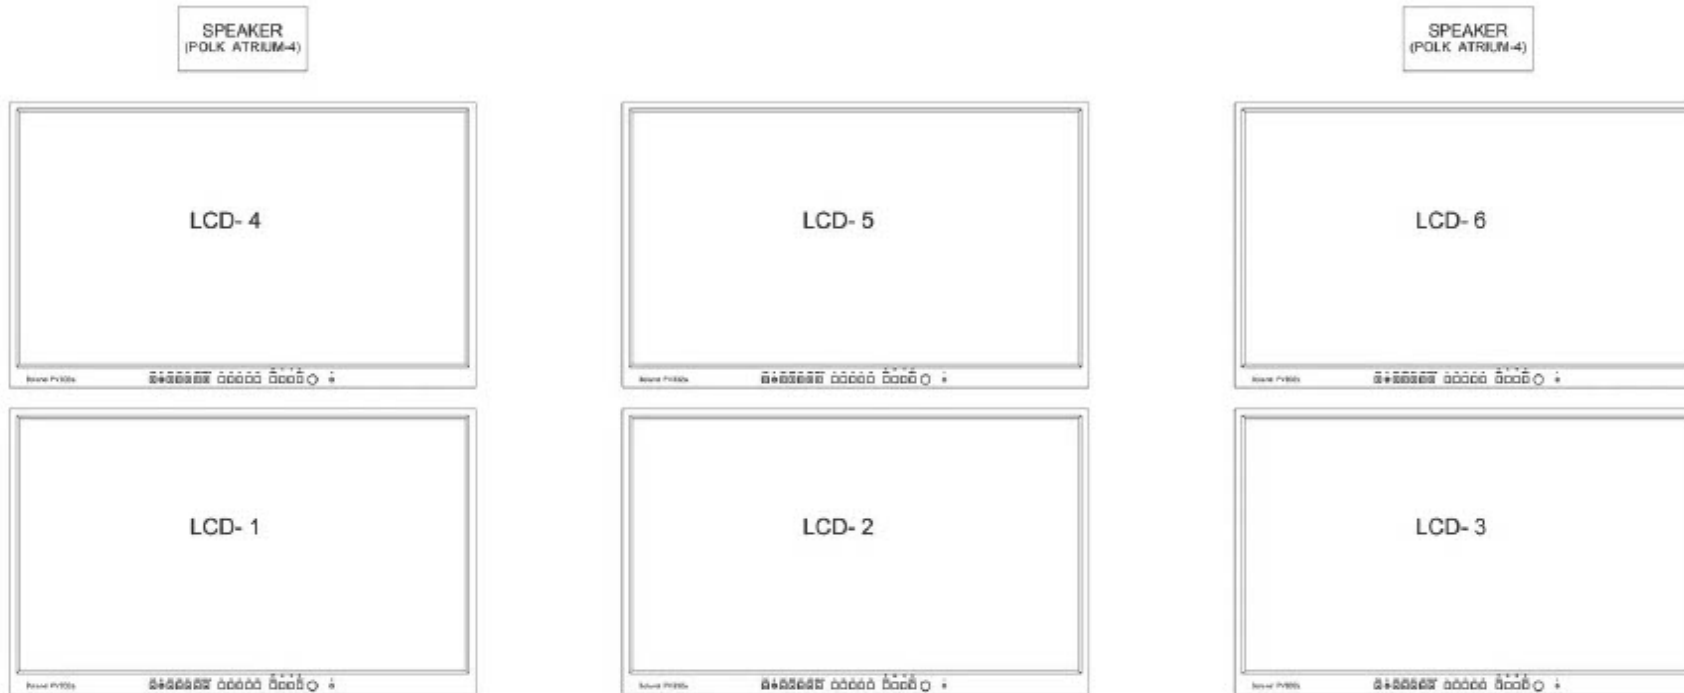 SPEAKER
(POLK ATRIUM-4)
SPEAKER
(POLK ATRIUM-4)
LCD- 4
LCD- 5
LCD- 6
LCD- 1
LCD- 2
LCD- 3